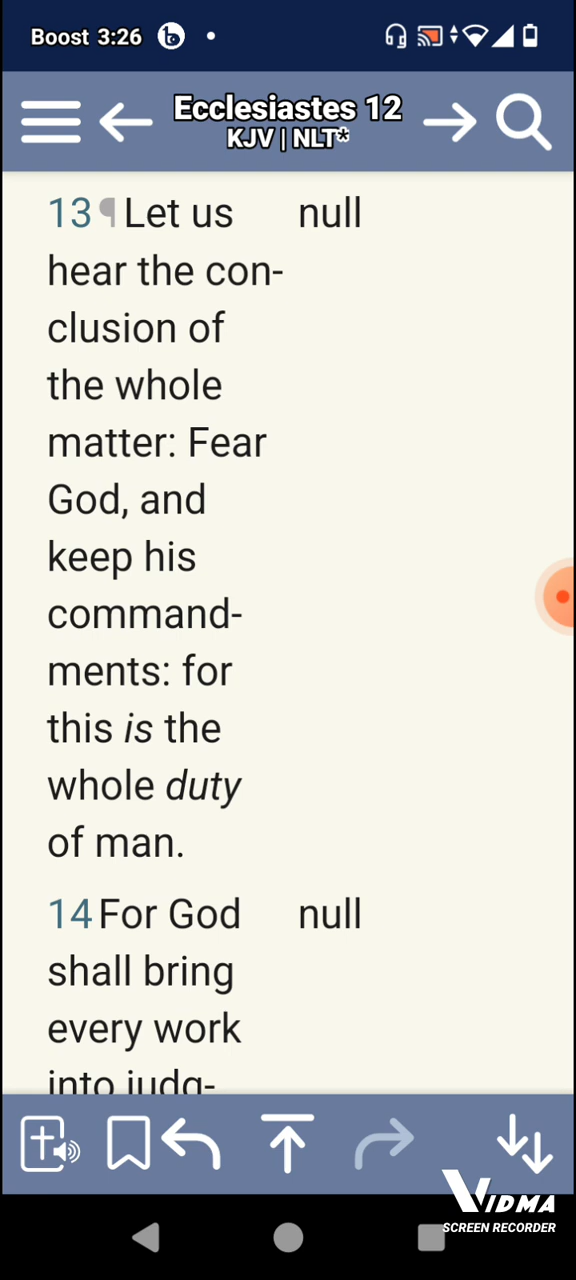 Boost 3:26
Ecclesiastes 12
KJV | NLT*
13 ¶ Let us null
hear the con-
clusion of
the whole
matter: Fear
God, and
keep his
command-
ments: for
this is the
whole duty
of man.
14 For God null
shall bring
every work
into judg-
VIDMA
SCREEN RECORDER